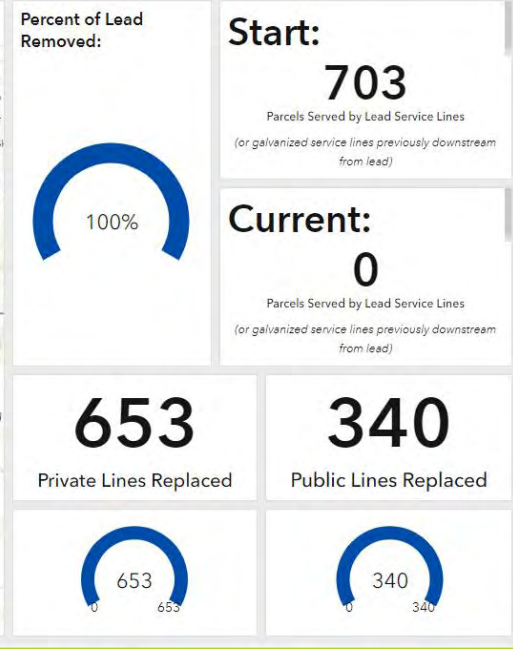 Percent of Lead
Removed:
100%
Start:
703
Parcels Served by Lead Service Lines
(or galvanized service lines previously downstream
from lead)
Current:
0
Parcels Served by Lead Service Lines
(or galvanized service lines previously downstream
from lead)
653
Private Lines Replaced
340
Public Lines Replaced
653
0 653
340
0 340